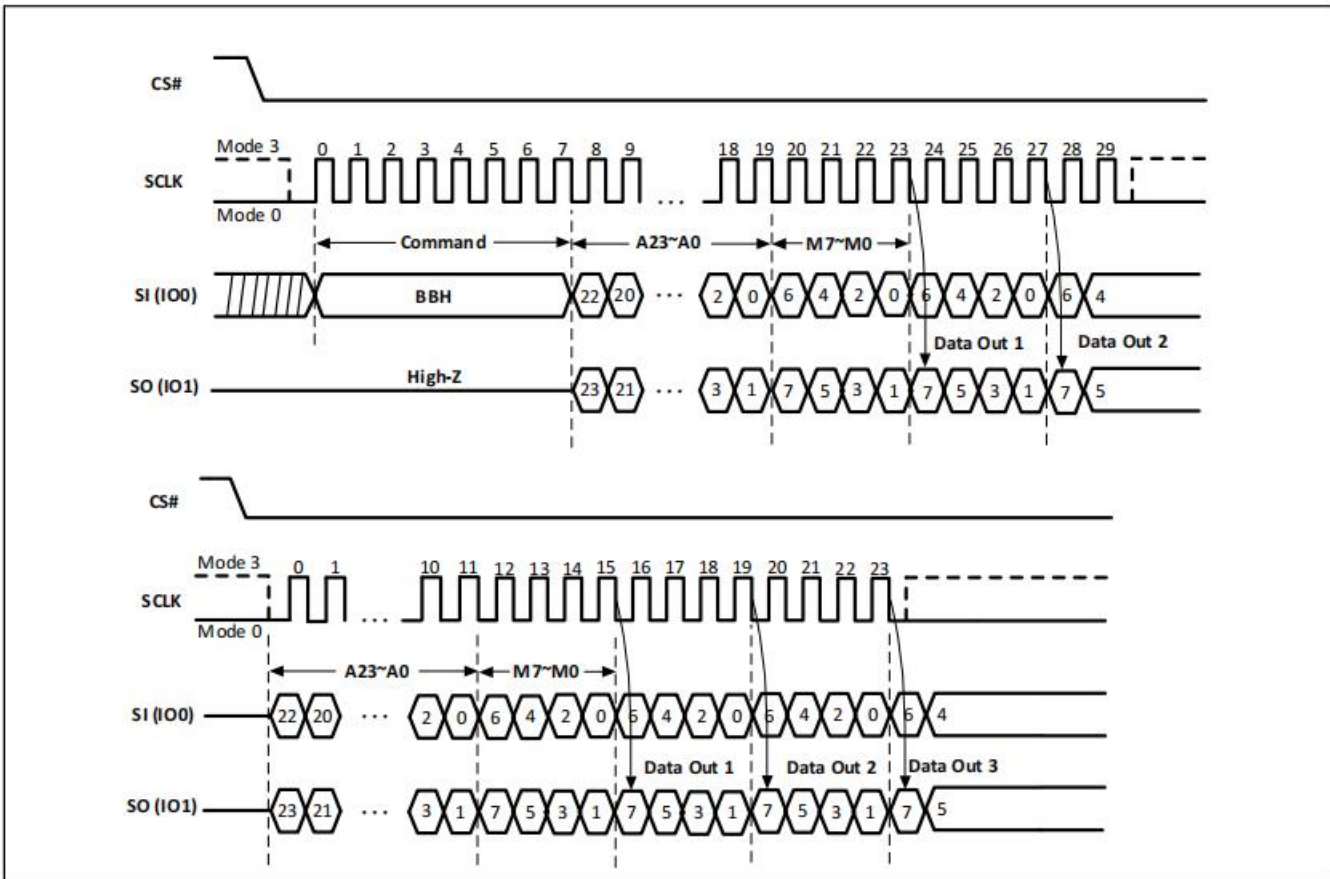 CS#
Mode 3 0 1 2 3 4 5 6 7 8 9 18 19 20 21 22 23 24 25 26 27 28 29
SCLK ...
Mode 0
Command A23~A0 M7~M0
SI (IO0) BBH 22 20 ... 2 0 6 4 2 0 6 4 2 0 6 4
Data Out 1 Data Out 2
SO (IO1) High-Z 23 21 ... 3 1 7 5 3 1 7 5 3 1 7 5
CS#
Mode 3 0 1 10 11 12 13 14 15 16 17 18 19 20 21 22 23
SCLK ...
Mode 0
A23~A0 M7~M0
SI (IO0) 22 20 ... 2 0 6 4 2 0 6 4 2 0 6 4 2 0 6 4
Data Out 1 Data Out 2 Data Out 3
SO (IO1) 23 21 ... 3 1 7 5 3 1 7 5 3 1 7 5 3 1 7 5